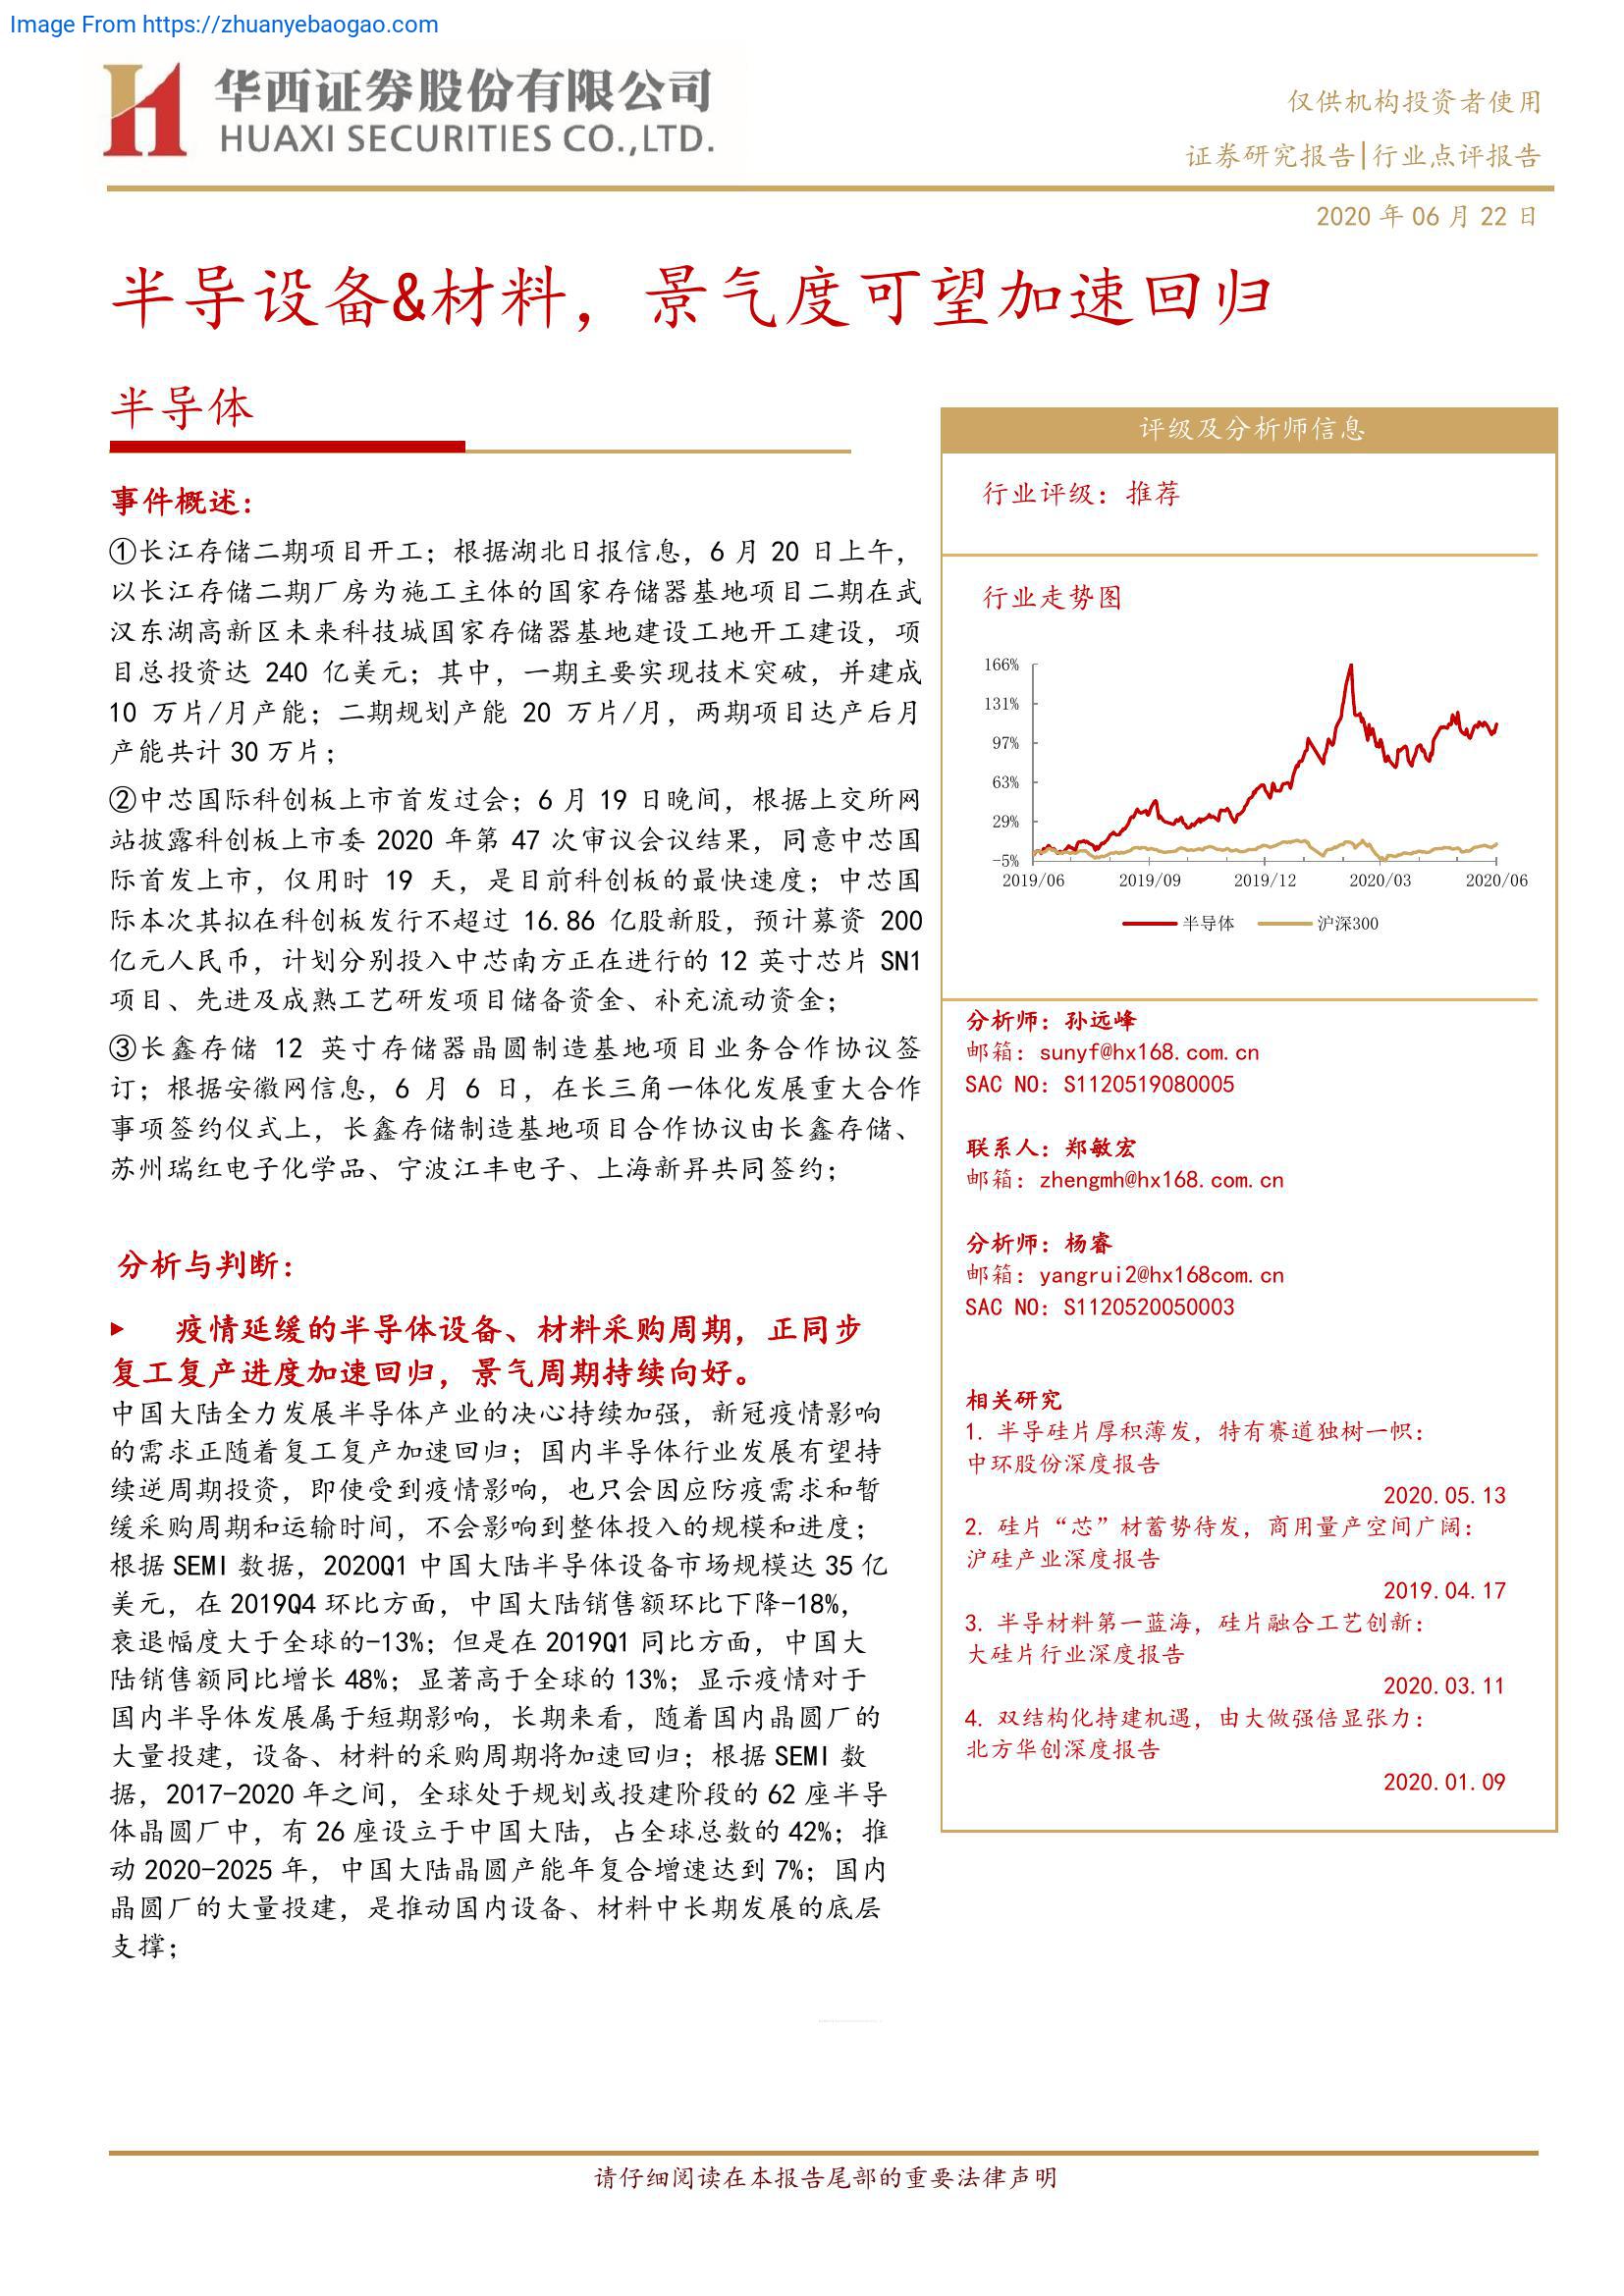 Image From https://zhuanyebaogao.com
华西证券股份有限公司
HUAXI SECURITIES CO.,LTD.
仅供机构投资者使用
证券研究报告|行业点评报告
2020 年 06 月 22 日
半导设备&材料，景气度可望加速回归
半导体
事件概述：
①长江存储二期项目开工；根据湖北日报信息，6 月 20 日上午，
以长江存储二期厂房为施工主体的国家存储器基地项目二期在武
汉东湖高新区未来科技城国家存储器基地建设工地开工建设，项
目总投资达 240 亿美元；其中，一期主要实现技术突破，并建成
10 万片/月产能；二期规划产能 20 万片/月，两期项目达产后月
产能共计 30 万片；
②中芯国际科创板上市首发过会；6 月 19 日晚间，根据上交所网
站披露科创板上市委 2020 年第 47 次审议会议结果，同意中芯国
际首发上市，仅用时 19 天，是目前科创板的最快速度；中芯国
际本次其拟在科创板发行不超过 16.86 亿股新股，预计募资 200
亿元人民币，计划分别投入中芯南方正在进行的 12 英寸芯片 SN1
项目、先进及成熟工艺研发项目储备资金、补充流动资金；
③长鑫存储 12 英寸存储器晶圆制造基地项目业务合作协议签
订；根据安徽网信息，6 月 6 日，在长三角一体化发展重大合作
事项签约仪式上，长鑫存储制造基地项目合作协议由长鑫存储、
苏州瑞红电子化学品、宁波江丰电子、上海新昇共同签约；
分析与判断：
▶ 疫情延缓的半导体设备、材料采购周期，正同步
复工复产进度加速回归，景气周期持续向好。
中国大陆全力发展半导体产业的决心持续加强，新冠疫情影响
的需求正随着复工复产加速回归；国内半导体行业发展有望持
续逆周期投资，即使受到疫情影响，也只会因应防疫需求和暂
缓采购周期和运输时间，不会影响到整体投入的规模和进度；
根据 SEMI 数据，2020Q1 中国大陆半导体设备市场规模达 35 亿
美元，在 2019Q4 环比方面，中国大陆销售额环比下降-18%，
衰退幅度大于全球的-13%；但是在 2019Q1 同比方面，中国大
陆销售额同比增长 48%；显著高于全球的 13%；显示疫情对于
国内半导体发展属于短期影响，长期来看，随着国内晶圆厂的
大量投建，设备、材料的采购周期将加速回归；根据 SEMI 数
据，2017-2020 年之间，全球处于规划或投建阶段的 62 座半导
体晶圆厂中，有 26 座设立于中国大陆，占全球总数的 42%；推
动 2020-2025 年，中国大陆晶圆产能年复合增速达到 7%；国内
晶圆厂的大量投建，是推动国内设备、材料中长期发展的底层
支撑；
评级及分析师信息
行业评级：推荐
行业走势图
166%
131%
97%
63%
29%
-5%
2019/06 2019/09 2019/12 2020/03 2020/06
半导体 沪深300
分析师：孙远峰
邮箱：sunyf@hx168.com.cn
SAC NO：S1120519080005
联系人：郑敏宏
邮箱：zhengmh@hx168.com.cn
分析师：杨睿
邮箱：yangrui2@hx168com.cn
SAC NO：S1120520050003
相关研究
1. 半导硅片厚积薄发，特有赛道独树一帜：
中环股份深度报告
2020.05.13
2. 硅片“芯”材蓄势待发，商用量产空间广阔：
沪硅产业深度报告
2019.04.17
3. 半导材料第一蓝海，硅片融合工艺创新：
大硅片行业深度报告
2020.03.11
4. 双结构化持建机遇，由大做强倍显张力：
北方华创深度报告
2020.01.09
请仔细阅读在本报告尾部的重要法律声明